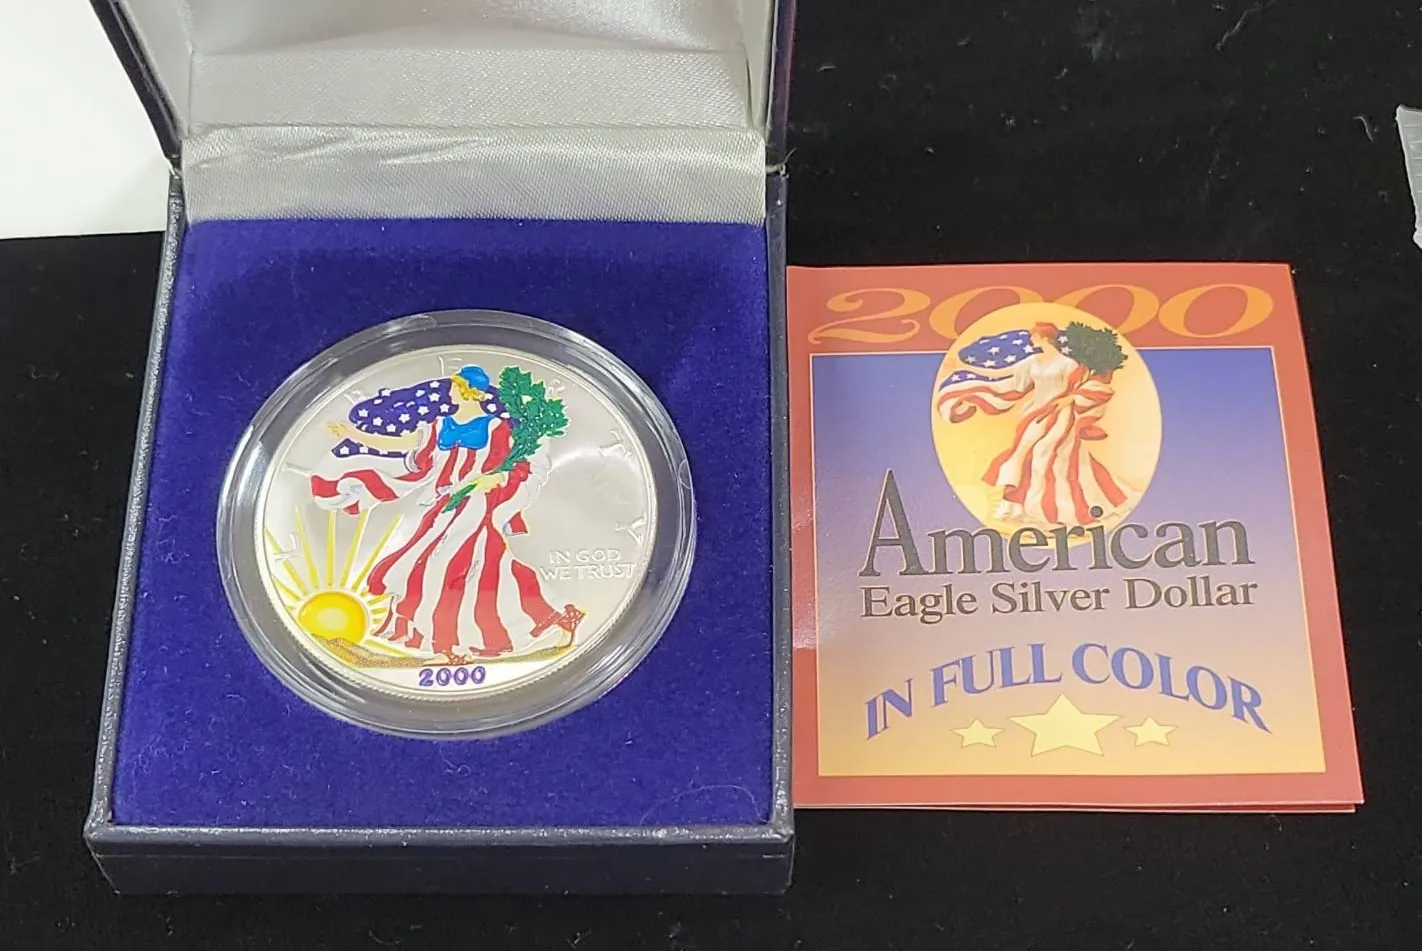 LIBERTY
IN GOD
WE TRUST
2000
2000
American
Eagle Silver Dollar
IN FULL COLOR